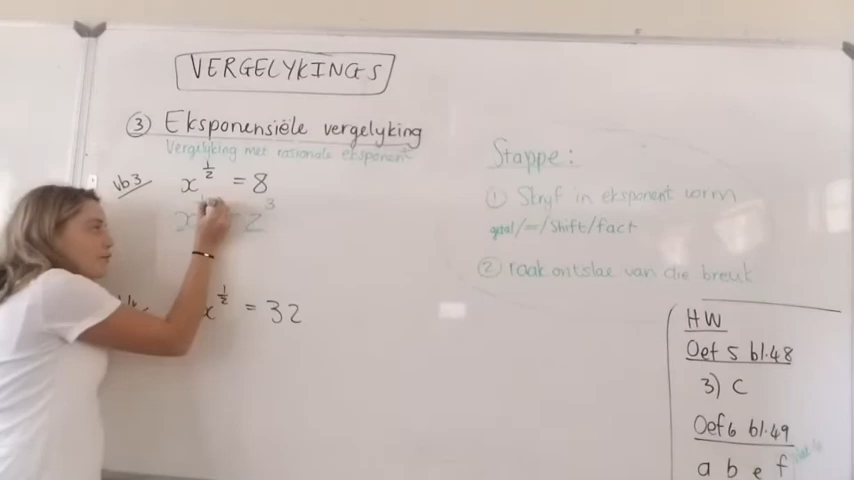 VERGELYKINGS
③ Eksponensiële vergelyking
Vergelyking met rasionale eksponent
Vb3 x^{1/2} = 8
x = 2^3
x^{1/2} = 32
Stappe:
① Skryf in eksponent vorm
getal/=/Shift/fact
② raak ontslae van die breuk
HW
Oef 5 bl.48
3) C
Oef 6 bl.49
a b e f